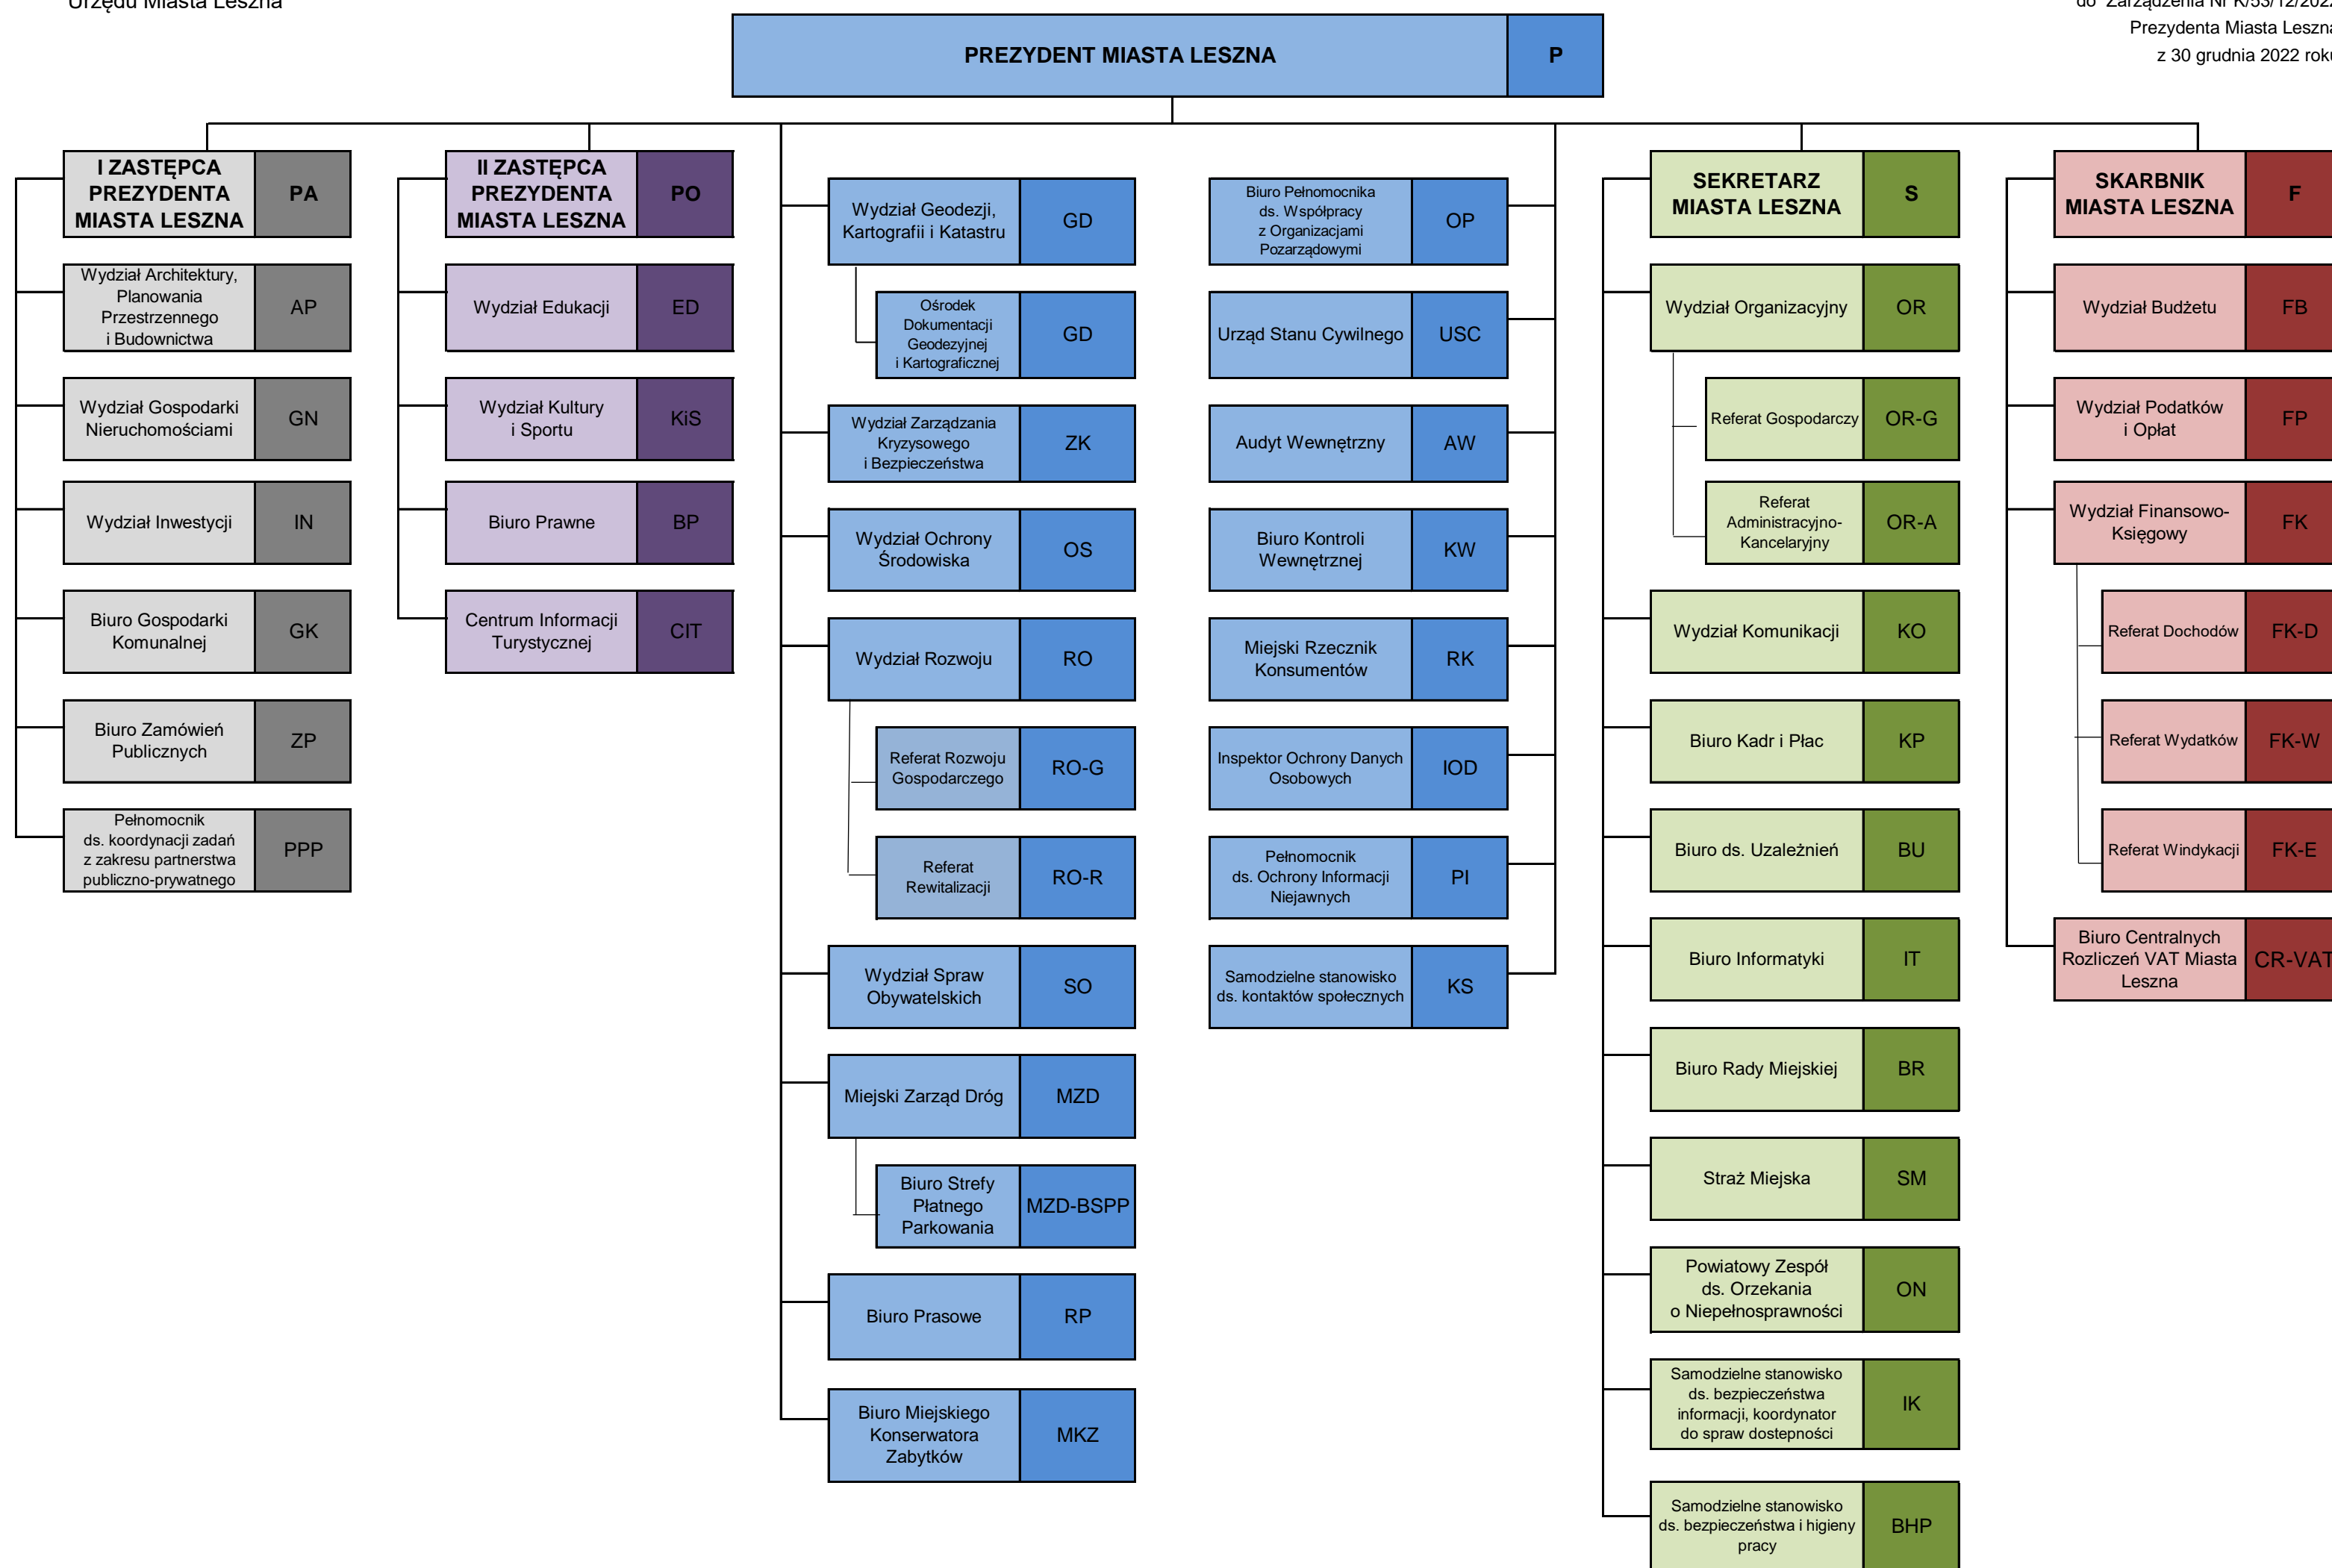 Urzędu Miasta Leszna
do Zarządzenia Nr K/53/12/2022
Prezydenta Miasta Leszna
z 30 grudnia 2022 roku
PREZYDENT MIASTA LESZNA
P
I ZASTĘPCA
PREZYDENTA
MIASTA LESZNA
PA
Wydział Architektury,
Planowania
Przestrzennego
i Budownictwa
AP
Wydział Gospodarki
Nieruchomościami
GN
Wydział Inwestycji
IN
Biuro Gospodarki
Komunalnej
GK
Biuro Zamówień
Publicznych
ZP
Pełnomocnik
ds. koordynacji zadań
z zakresu partnerstwa
publiczno-prywatnego
PPP
II ZASTĘPCA
PREZYDENTA
MIASTA LESZNA
PO
Wydział Edukacji
ED
Wydział Kultury
i Sportu
KiS
Biuro Prawne
BP
Centrum Informacji
Turystycznej
CIT
Wydział Geodezji,
Kartografii i Katastru
GD
Ośrodek
Dokumentacji
Geodezyjnej
i Kartograficznej
GD
Wydział Zarządzania
Kryzysowego
i Bezpieczeństwa
ZK
Wydział Ochrony
Środowiska
OS
Wydział Rozwoju
RO
Referat Rozwoju
Gospodarczego
RO-G
Referat
Rewitalizacji
RO-R
Wydział Spraw
Obywatelskich
SO
Miejski Zarząd Dróg
MZD
Biuro Strefy
Płatnego
Parkowania
MZD-BSPP
Biuro Prasowe
RP
Biuro Miejskiego
Konserwatora
Zabytków
MKZ
Biuro Pełnomocnika
ds. Współpracy
z Organizacjami
Pozarządowymi
OP
Urząd Stanu Cywilnego
USC
Audyt Wewnętrzny
AW
Biuro Kontroli
Wewnętrznej
KW
Miejski Rzecznik
Konsumentów
RK
Inspektor Ochrony Danych
Osobowych
IOD
Pełnomocnik
ds. Ochrony Informacji
Niejawnych
PI
Samodzielne stanowisko
ds. kontaktów społecznych
KS
SEKRETARZ
MIASTA LESZNA
S
Wydział Organizacyjny
OR
Referat Gospodarczy
OR-G
Referat
Administracyjno-
Kancelaryjny
OR-A
Wydział Komunikacji
KO
Biuro Kadr i Płac
KP
Biuro ds. Uzależnień
BU
Biuro Informatyki
IT
Biuro Rady Miejskiej
BR
Straż Miejska
SM
Powiatowy Zespół
ds. Orzekania
o Niepełnosprawności
ON
Samodzielne stanowisko
ds. bezpieczeństwa
informacji, koordynator
do spraw dostepności
IK
Samodzielne stanowisko
ds. bezpieczeństwa i higieny
pracy
BHP
SKARBNIK
MIASTA LESZNA
F
Wydział Budżetu
FB
Wydział Podatków
i Opłat
FP
Wydział Finansowo-
Księgowy
FK
Referat Dochodów
FK-D
Referat Wydatków
FK-W
Referat Windykacji
FK-E
Biuro Centralnych
Rozliczeń VAT Miasta
Leszna
CR-VAT